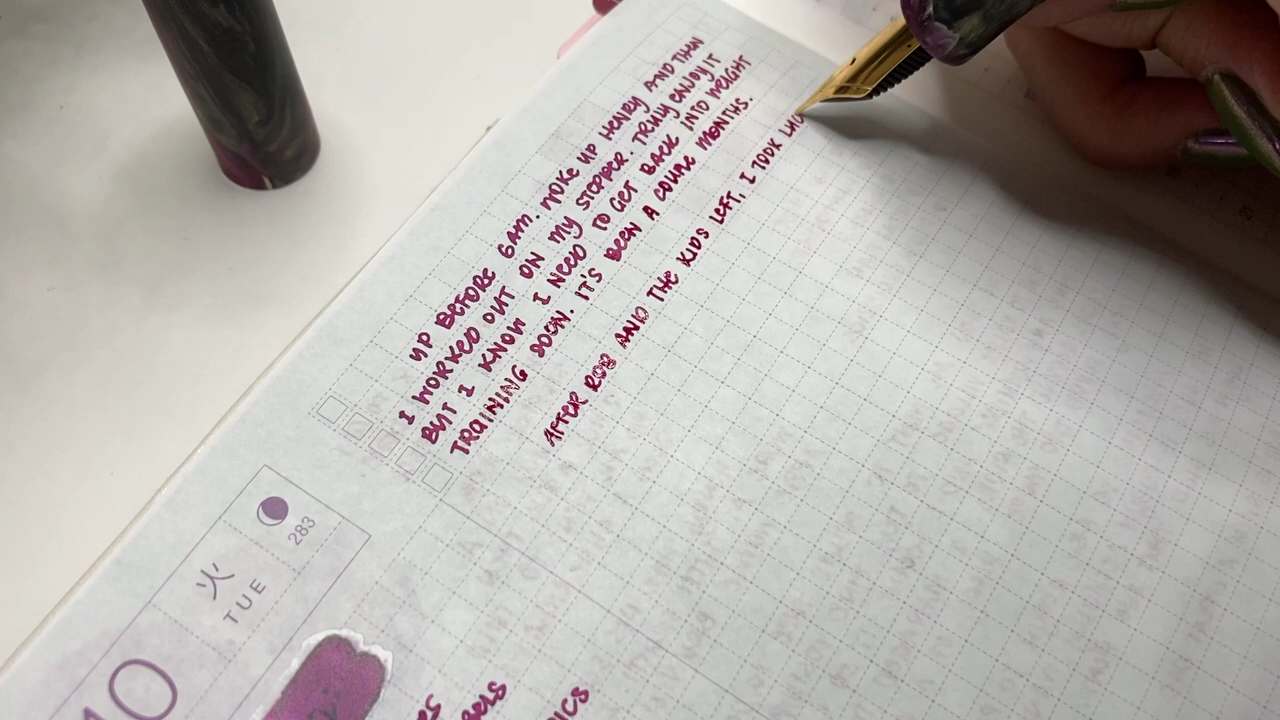 UP BEFORE 6AM. WOKE UP HENRY AND THEN
I WORKED OUT ON MY STEPPER. TRULY ENJOY IT
BUT I KNOW I NEED TO GET BACK INTO WEIGHT
TRAINING SOON. IT'S BEEN A COUPLE MONTHS.
AFTER ROB AND THE KIDS LEFT, I TOOK
283
火
TUE
10